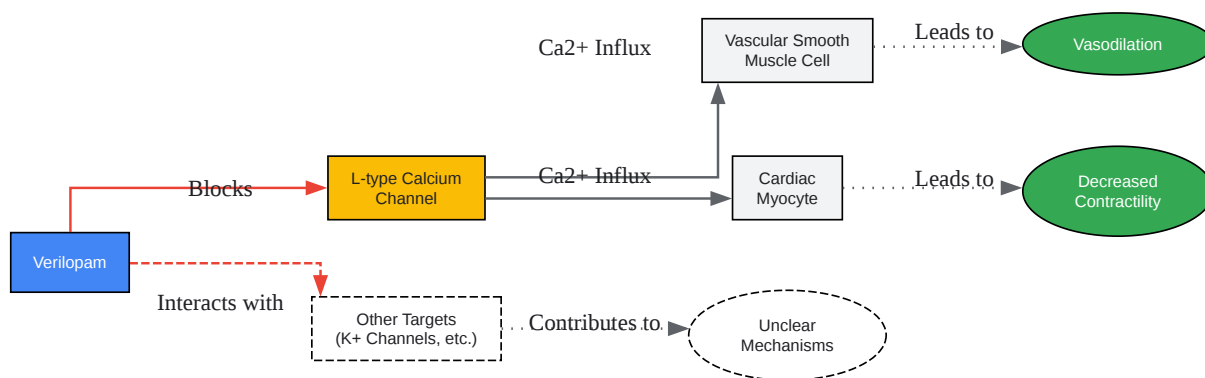 Ca2+ Influx
Vascular Smooth
Muscle Cell
Leads to
Vasodilation
Blocks
L-type Calcium
Channel
Ca2+ Influx
Cardiac
Myocyte
Leads to
Decreased
Contractility
Verilopam
Interacts with
Other Targets
(K+ Channels, etc.)
Contributes to
Unclear
Mechanisms